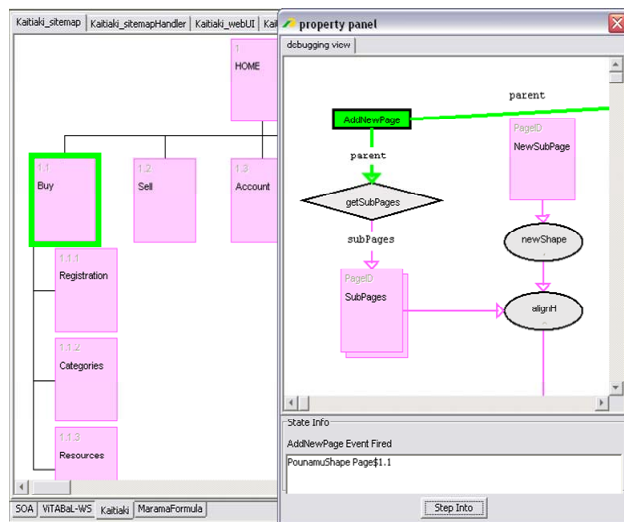 Kaitiaki_sitemap
Kaitiaki_sitemapHandler
Kaitiaki_webUI
1
HOME
1.1
Buy
1.2
Sell
1.3
Account
1.1.1
Registration
1.1.2
Categories
1.1.3
Resources
SOA
ViTABaL-WS
Kaitiaki
MaramaFormula
property panel
debugging view
parent
AddNewPage
PageID
NewSubPage
parent
getSubPages
newShape
subPages
PageID
SubPages
alignH
State Info
AddNewPage Event Fired
PounamuShape Page$1.1
Step Into